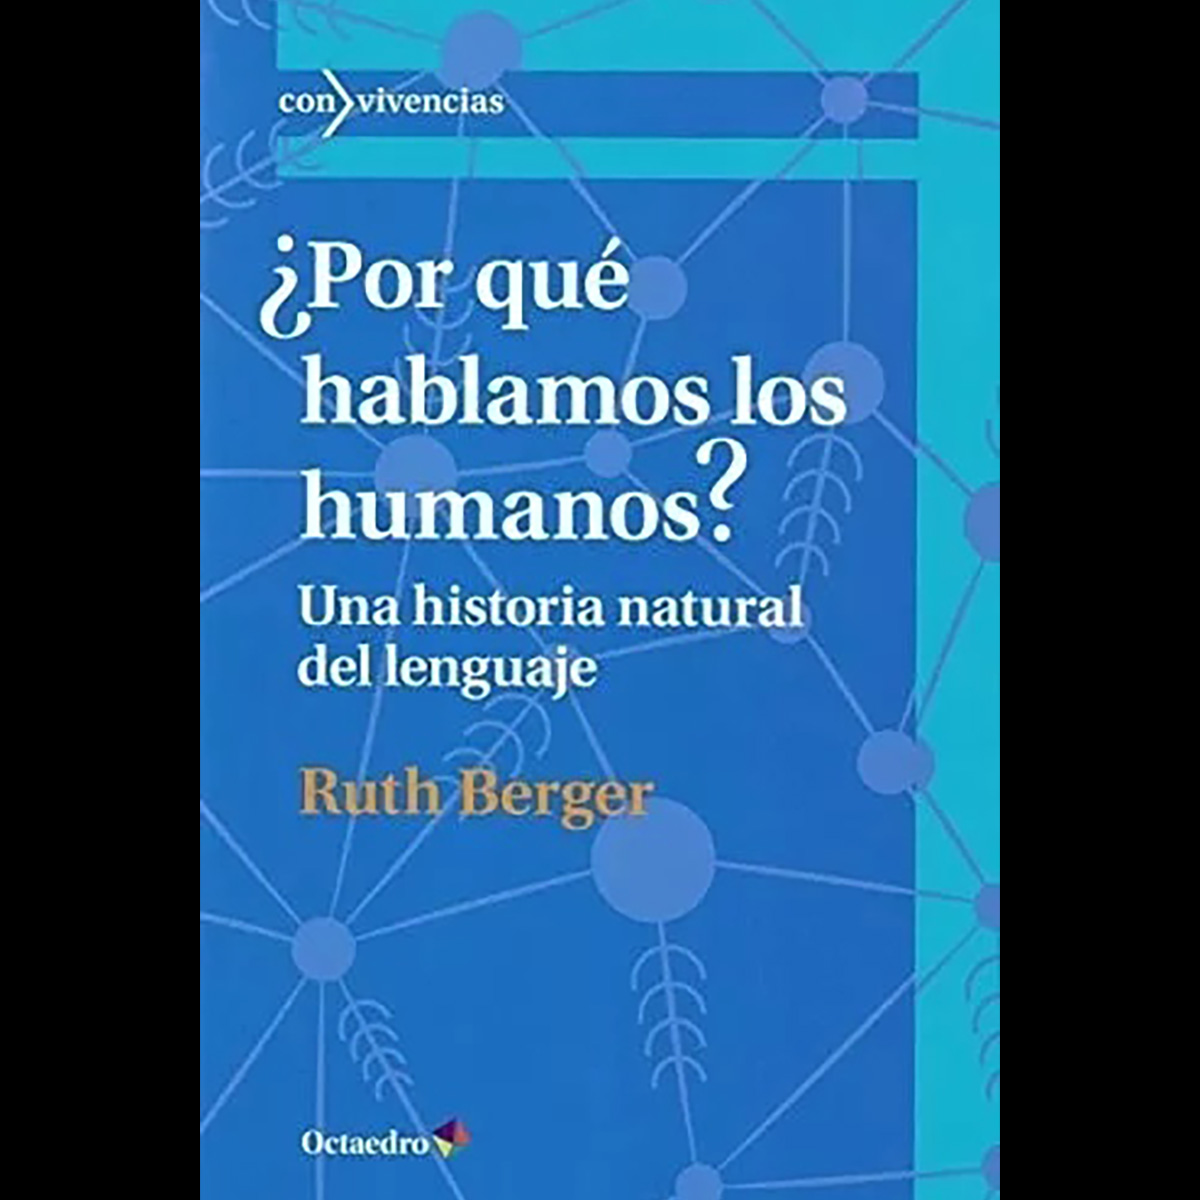 con vivencias
¿Por qué
hablamos los
humanos?
Una historia natural
del lenguaje
Ruth Berger
Octaedro